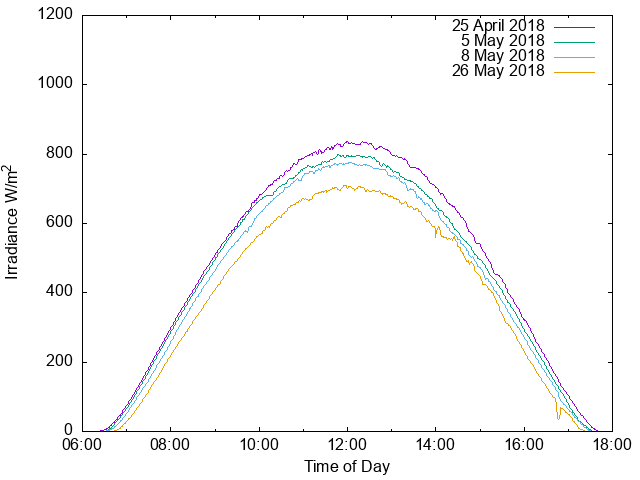 1200
1000
800
600
400
200
0
Irradiance W/m²
25 April 2018
5 May 2018
8 May 2018
26 May 2018
06:00 08:00 10:00 12:00 14:00 16:00 18:00
Time of Day